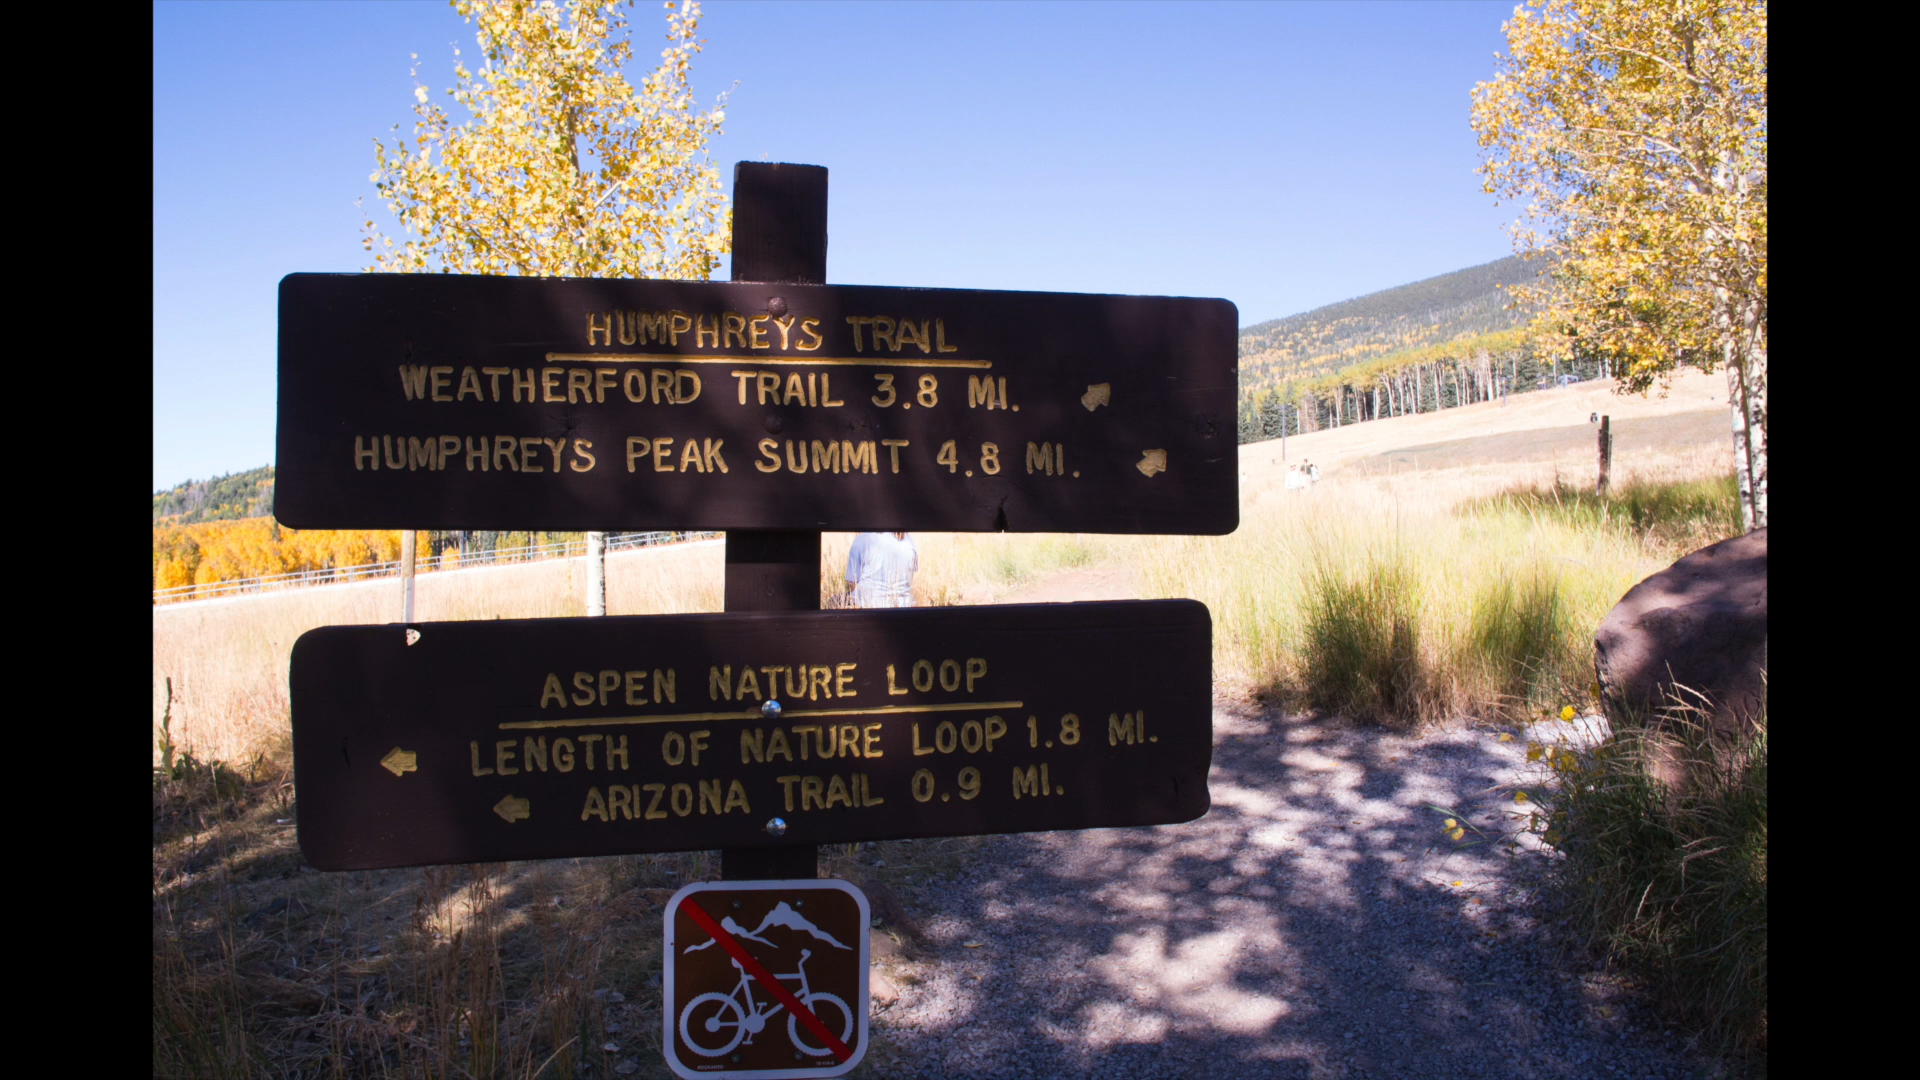 HUMPHREYS TRAIL
WEATHERFORD TRAIL 3.8 MI.
HUMPHREYS PEAK SUMMIT 4.8 MI.
ASPEN NATURE LOOP
LENGTH OF NATURE LOOP 1.8 MI.
ARIZONA TRAIL 0.9 MI.